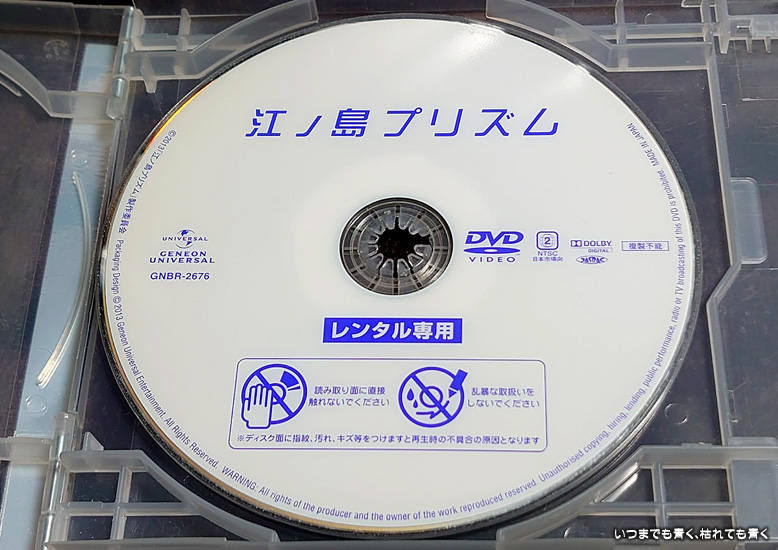 江ノ島プリズム
UNIVERSAL
GENEON
UNIVERSAL
GNBR-2676
DVD
VIDEO
2
NTSC
日本市場向
DOLBY
DIGITAL
複製不能
レンタル専用
読み取り面に直接
触れないでください
乱暴な取扱いを
しないでください
※ディスク面に指紋、汚れ、キズ等をつけますと再生時の不具合の原因となります
©2013「江ノ島プリズム」製作委員会 Packaging Design ©2013 Geneon Universal Entertainment. All Rights Reserved. WARNING: All rights of the producer and the owner of the work reproduced reserved. Unauthorised copying, hiring, lending, public performance, radio or TV broadcasting of this DVD is prohibited. MADE IN JAPAN
いつまでも青く、枯れても青く